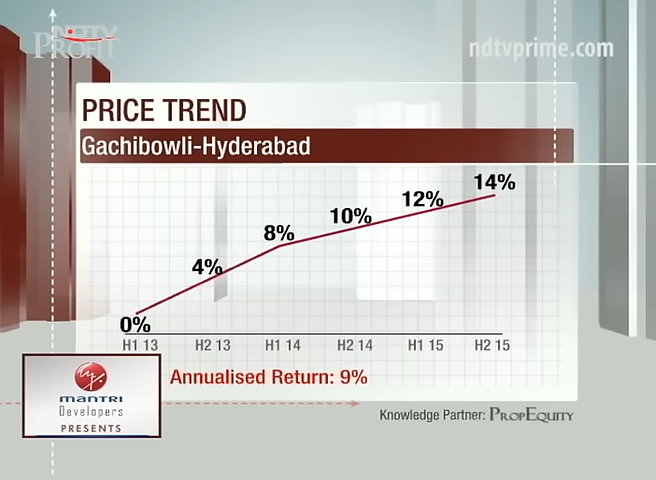 NDTV
PROFIT
ndtvprime.com
PRICE TREND
Gachibowli-Hyderabad
14%
12%
10%
8%
4%
0%
H1 13 H2 13 H1 14 H2 14 H1 15 H2 15
Annualised Return: 9%
MANTRI
Developers
PRESENTS
Knowledge Partner: PROPEQUITY